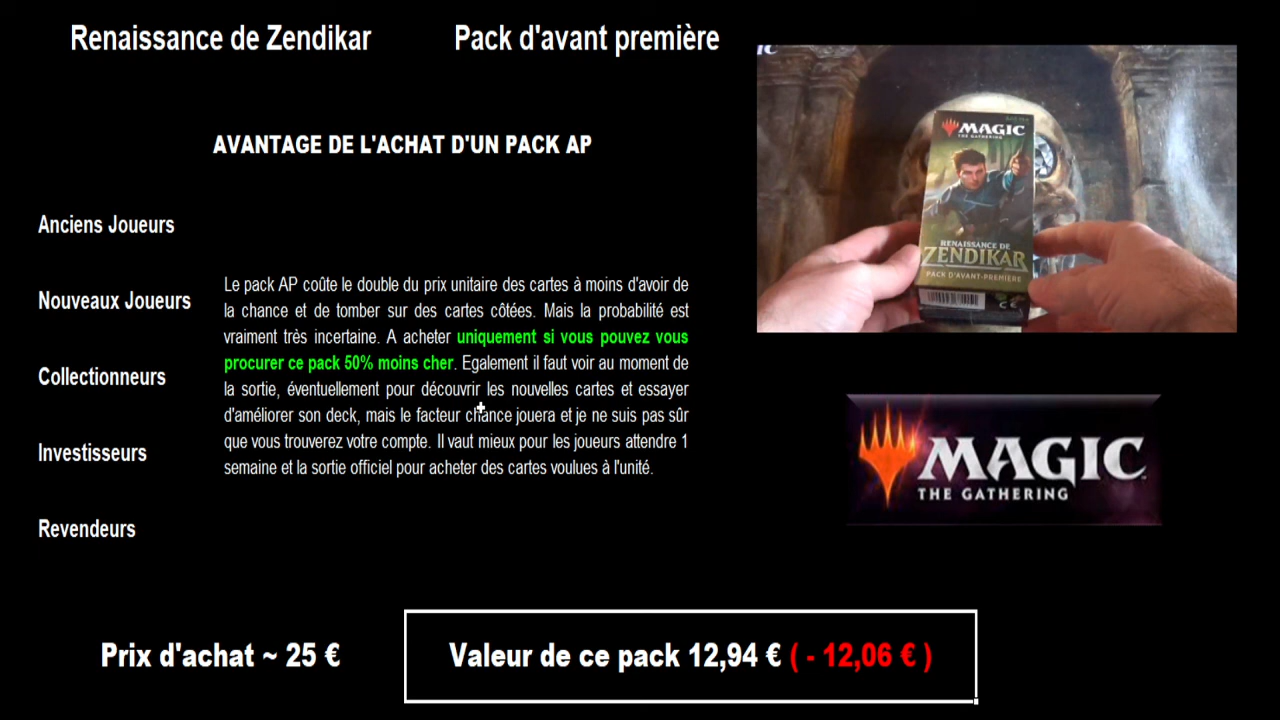 Renaissance de Zendikar
Pack d'avant première
IC
MAGIC
THE GATHERING
RENAISSANCE DE
ZENDIKAR
PACK D'AVANT-PREMIÈRE
AVANTAGE DE L'ACHAT D'UN PACK AP
Anciens Joueurs
Nouveaux Joueurs
Collectionneurs
Investisseurs
Revendeurs
Le pack AP coûte le double du prix unitaire des cartes à moins d'avoir de
la chance et de tomber sur des cartes côtées. Mais la probabilité est
vraiment très incertaine. A acheter uniquement si vous pouvez vous
procurer ce pack 50% moins cher. Egalement il faut voir au moment de
la sortie, éventuellement pour découvrir les nouvelles cartes et essayer
d'améliorer son deck, mais le facteur chance jouera et je ne suis pas sûr
que vous trouverez votre compte. Il vaut mieux pour les joueurs attendre 1
semaine et la sortie officiel pour acheter des cartes voulues à l'unité.
MAGIC
THE GATHERING
Prix d'achat ~ 25 €
Valeur de ce pack 12,94 € ( - 12,06 € )